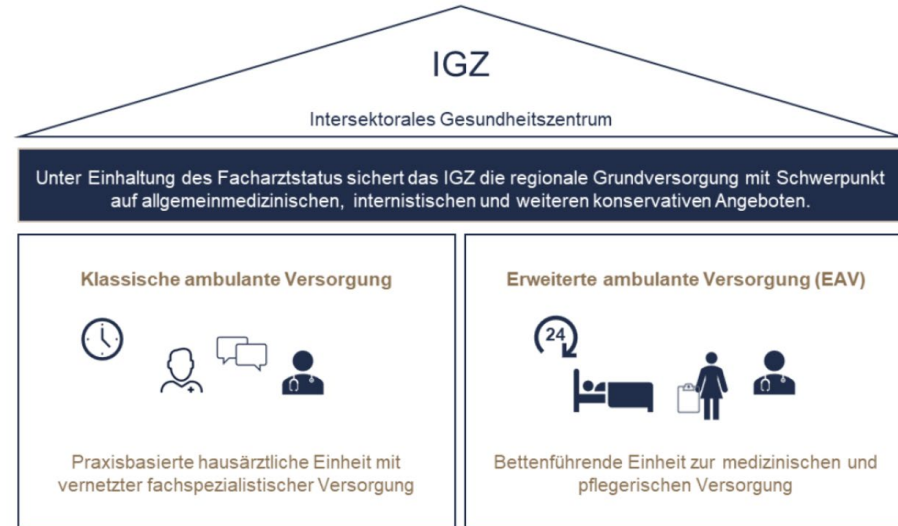 IGZ
Intersektorales Gesundheitszentrum
Unter Einhaltung des Facharztstatus sichert das IGZ die regionale Grundversorgung mit Schwerpunkt
auf allgemeinmedizinischen, internistischen und weiteren konservativen Angeboten.
Klassische ambulante Versorgung
Praxisbasierte hausärztliche Einheit mit
vernetzter fachspezialistischer Versorgung
Erweiterte ambulante Versorgung (EAV)
24
Bettenführende Einheit zur medizinischen und
pflegerischen Versorgung